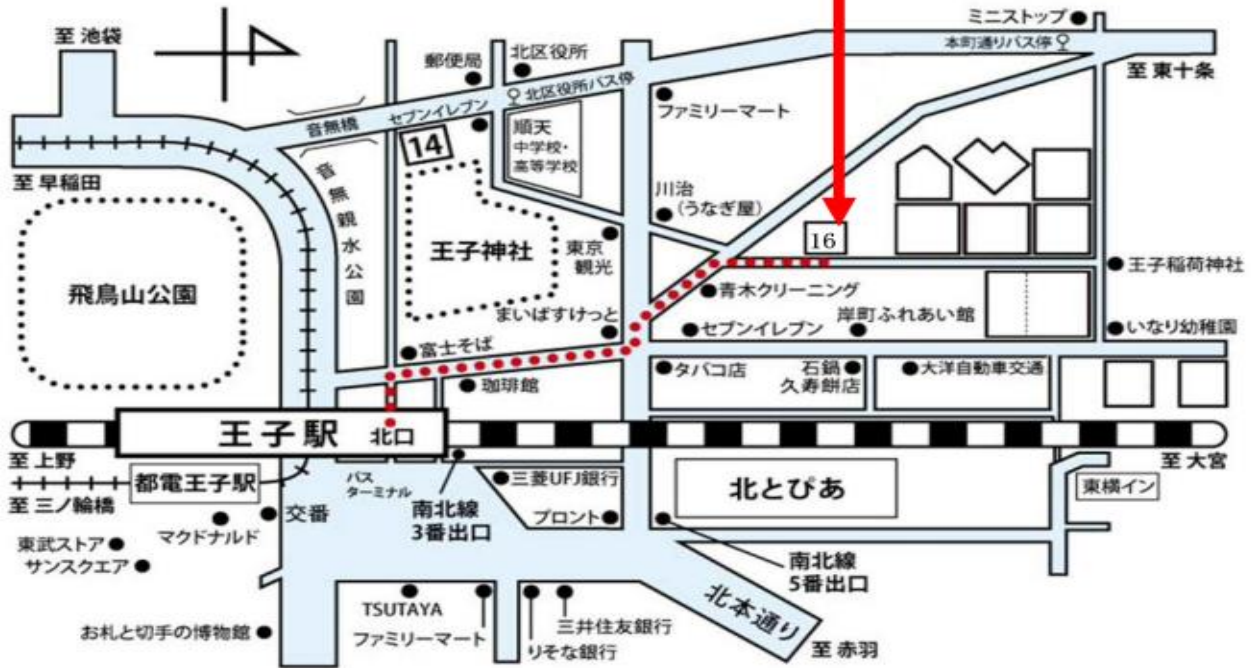 至 池袋
ミニストップ
本町通りバス停
至 東十条
郵便局
北区役所
北区役所バス停
音無橋
セブンイレブン
14
順天
中学校・
高等学校
ファミリーマート
至 早稲田
音無親水公園
王子神社
川治
(うなぎ屋)
16
東京
観光
王子稲荷神社
飛鳥山公園
青木クリーニング
まいばすけっと
セブンイレブン
岸町ふれあい館
いなり幼稚園
富士そば
珈琲館
タバコ店
石鍋
久寿餅店
大洋自動車交通
王子駅
北口
至 上野
至 大宮
都電王子駅
至 三ノ輪橋
バス
ターミナル
三菱UFJ銀行
北とぴあ
東横イン
交番
南北線
3番出口
プロント
マクドナルド
東武ストア
サンスクエア
南北線
5番出口
TSUTAYA
北本通り
お札と切手の博物館
ファミリーマート
りそな銀行
三井住友銀行
至 赤羽